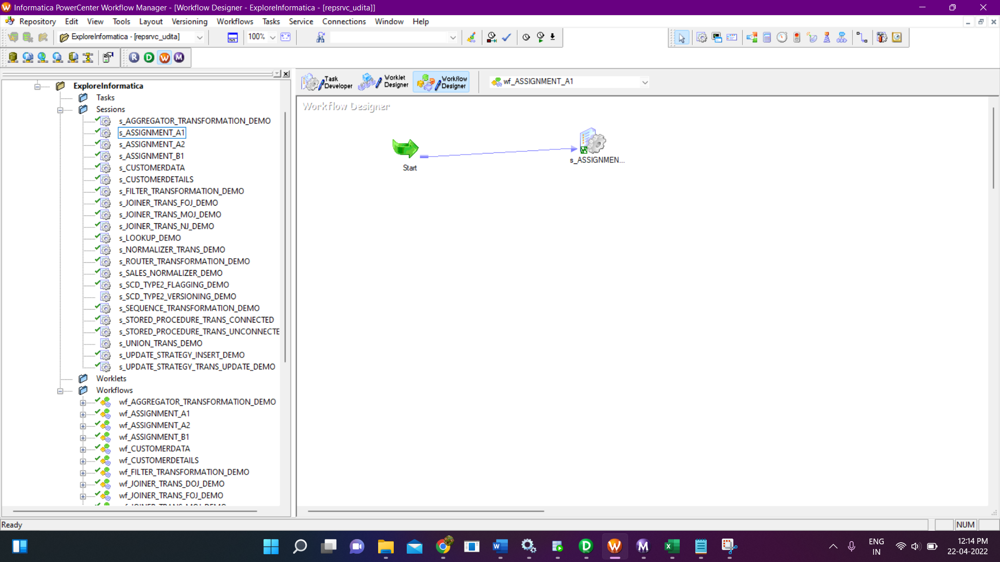 Informatica PowerCenter Workflow Manager - [Workflow Designer - ExploreInformatica - [repsrvc_udita]]
Repository Edit View Tools Layout Versioning Workflows Tasks Service Connections Window Help
ExploreInformatica - [repsrvc_udita]
100%
R D W M
Task Developer
Worklet Designer
Workflow Designer
wf_ASSIGNMENT_A1
ExploreInformatica
Tasks
Sessions
s_AGGREGATOR_TRANSFORMATION_DEMO
s_ASSIGNMENT_A1
s_ASSIGNMENT_A2
s_ASSIGNMENT_B1
s_CUSTOMERDATA
s_CUSTOMERDETAILS
s_FILTER_TRANSFORMATION_DEMO
s_JOINER_TRANS_FOJ_DEMO
s_JOINER_TRANS_MOJ_DEMO
s_JOINER_TRANS_NJ_DEMO
s_LOOKUP_DEMO
s_NORMALIZER_TRANS_DEMO
s_ROUTER_TRANSFORMATION_DEMO
s_SALES_NORMALIZER_DEMO
s_SCD_TYPE2_FLAGGING_DEMO
s_SCD_TYPE2_VERSIONING_DEMO
s_SEQUENCE_TRANSFORMATION_DEMO
s_STORED_PROCEDURE_TRANS_CONNECTED
s_STORED_PROCEDURE_TRANS_UNCONNECTE
s_UNION_TRANS_DEMO
s_UPDATE_STRATEGY_INSERT_DEMO
s_UPDATE_STRATEGY_TRANS_UPDATE_DEMO
Worklets
Workflows
wf_AGGREGATOR_TRANSFORMATION_DEMO
wf_ASSIGNMENT_A1
wf_ASSIGNMENT_A2
wf_ASSIGNMENT_B1
wf_CUSTOMERDATA
wf_CUSTOMERDETAILS
wf_FILTER_TRANSFORMATION_DEMO
wf_JOINER_TRANS_DOJ_DEMO
wf_JOINER_TRANS_FOJ_DEMO
Workflow Designer
Start
s_ASSIGNMEN...
Ready
NUM
ENG
IN
12:14 PM
22-04-2022